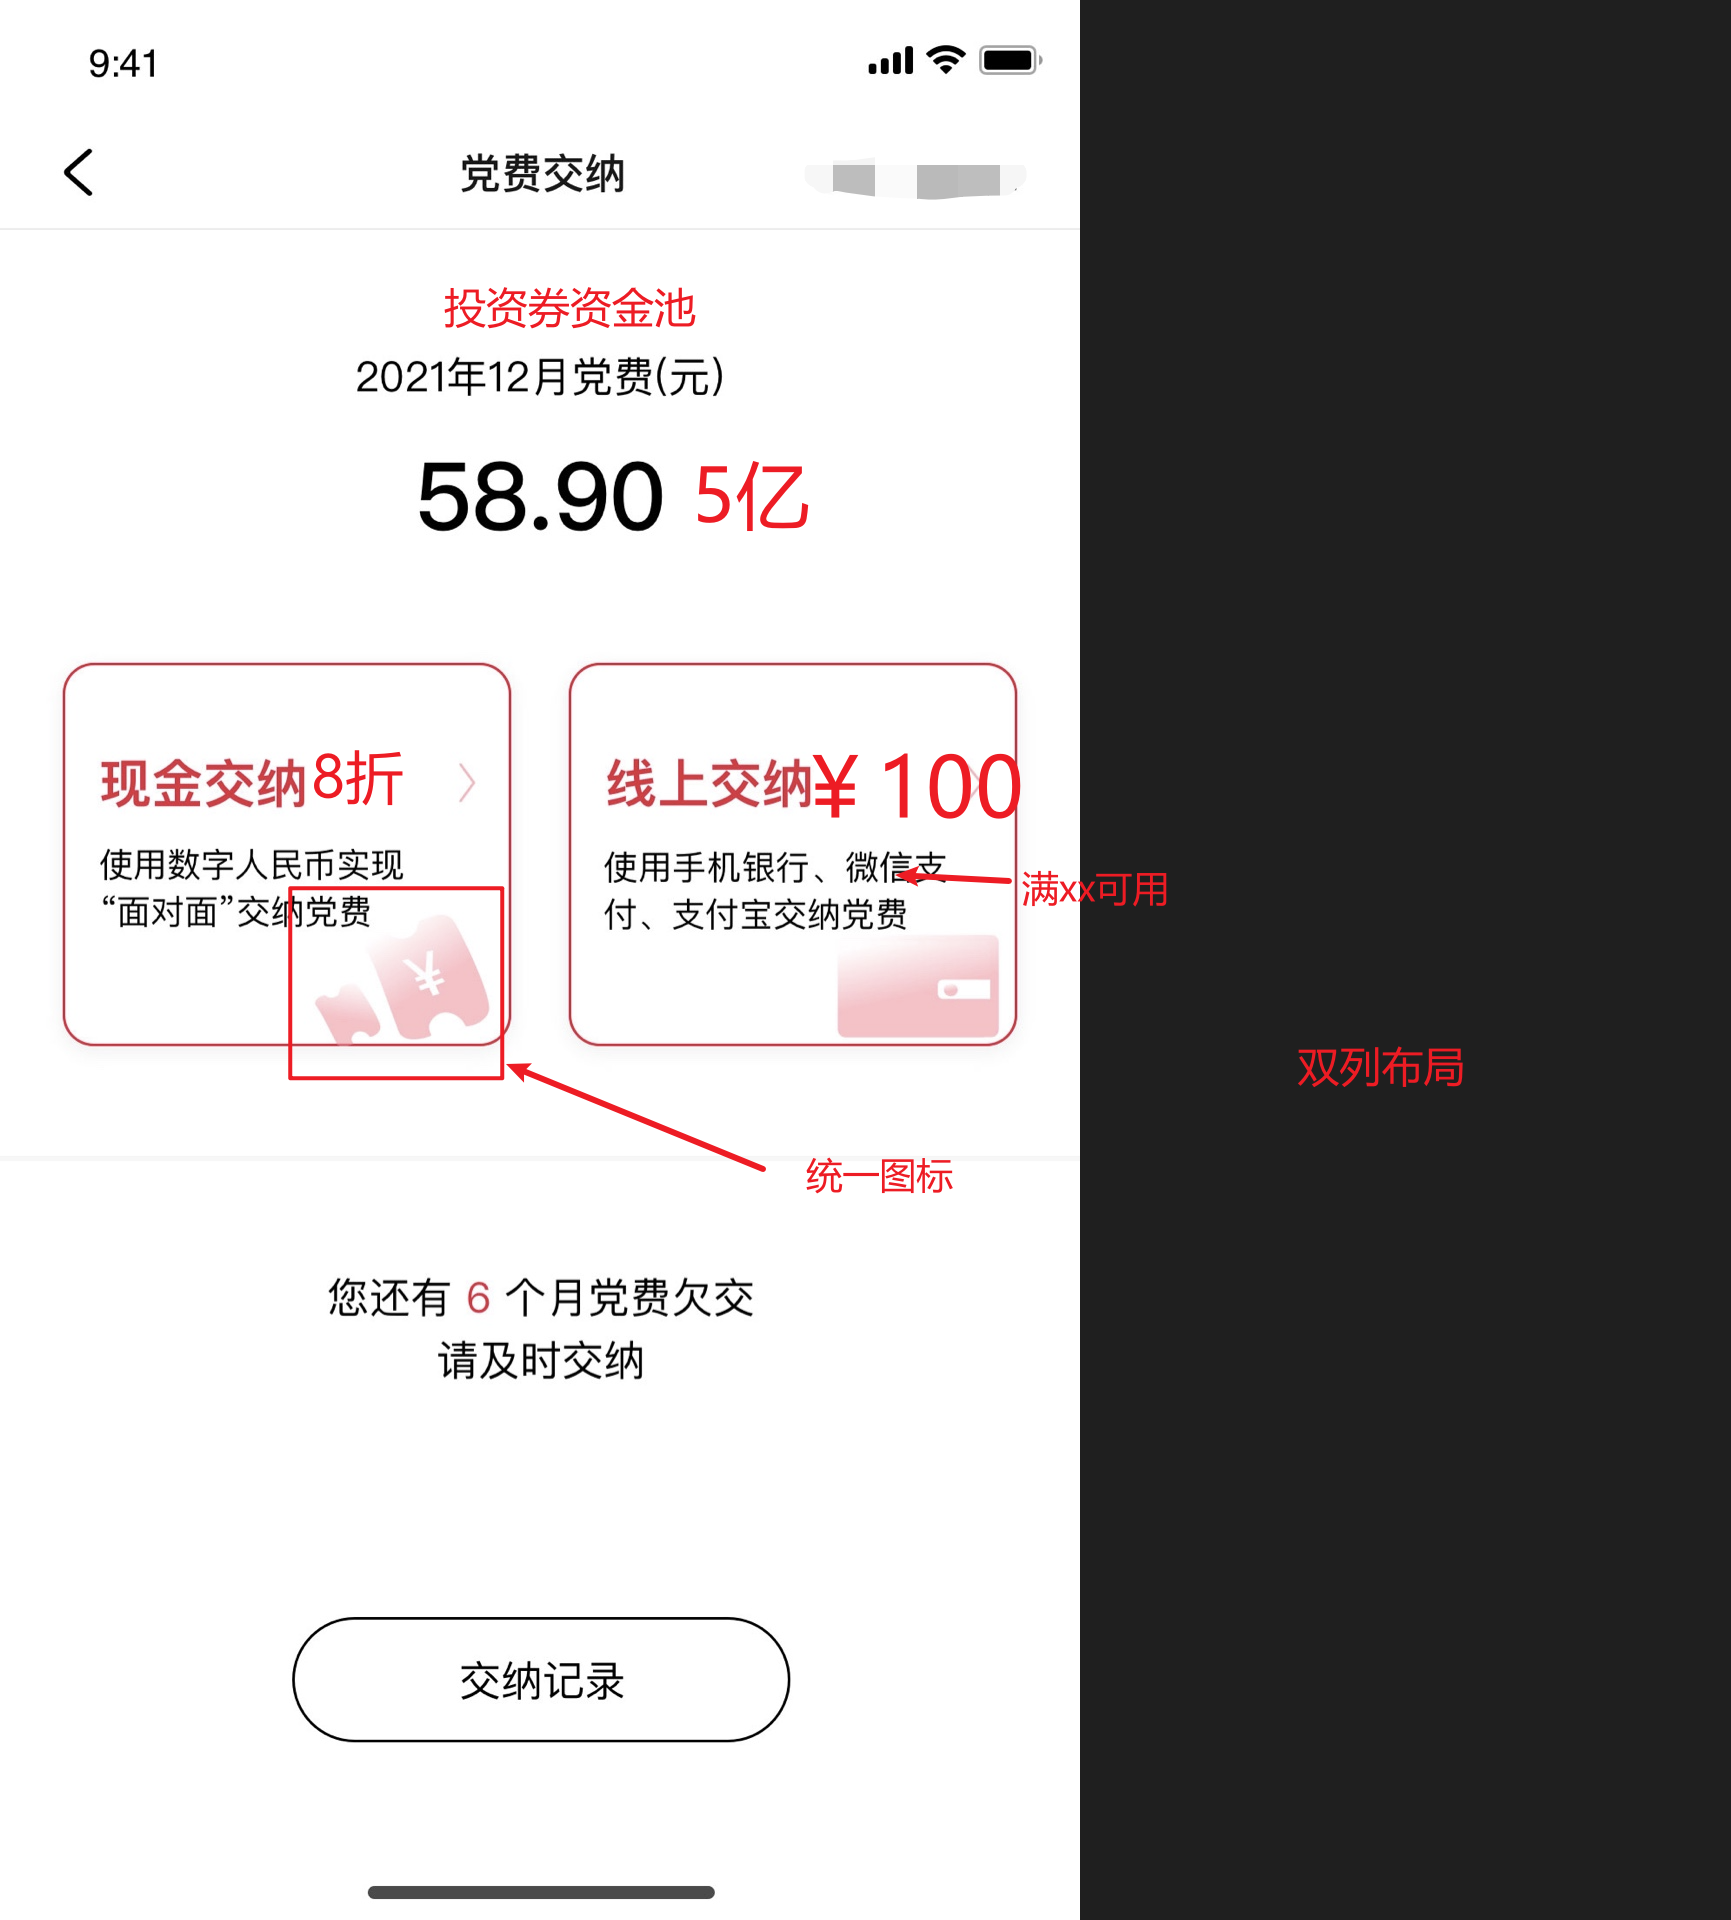 9:41
党费交纳
投资券资金池
2021年12月党费(元)
58.90 5亿
现金交纳8折
使用数字人民币实现
“面对面”交纳党费
¥
线上交纳¥ 100
使用手机银行、微信支
付、支付宝交纳党费
满xx可用
双列布局
统一图标
您还有 6 个月党费欠交
请及时交纳
交纳记录